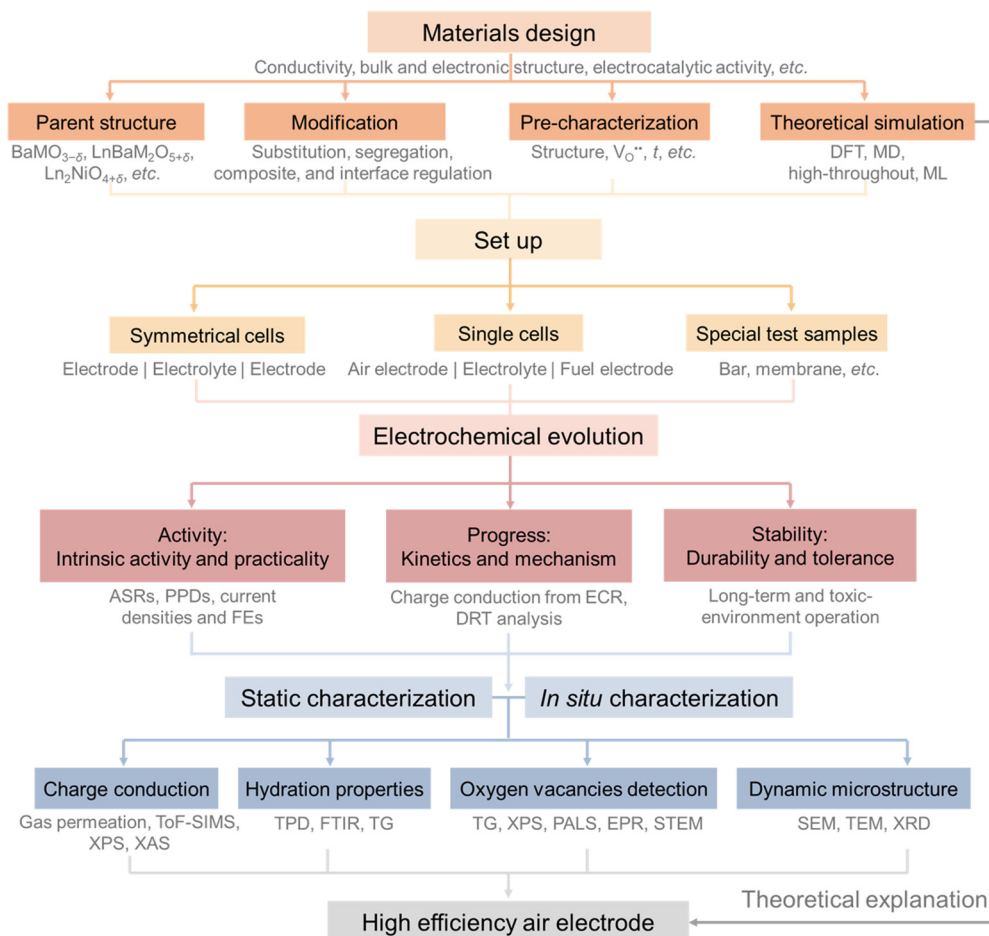 Materials design
Conductivity, bulk and electronic structure, electrocatalytic activity, etc.
Parent structure
BaMO₃₋δ, LnBaM₂O₅₊δ,
Ln₂NiO₄₊δ, etc.
Modification
Substitution, segregation,
composite, and interface regulation
Pre-characterization
Structure, V_O··, t, etc.
Theoretical simulation
DFT, MD,
high-throughout, ML
Set up
Symmetrical cells
Electrode | Electrolyte | Electrode
Single cells
Air electrode | Electrolyte | Fuel electrode
Special test samples
Bar, membrane, etc.
Electrochemical evolution
Activity:
Intrinsic activity and practicality
ASRs, PPDs, current
densities and FEs
Progress:
Kinetics and mechanism
Charge conduction from ECR,
DRT analysis
Stability:
Durability and tolerance
Long-term and toxic-
environment operation
Static characterization
In situ characterization
Charge conduction
Gas permeation, ToF-SIMS,
XPS, XAS
Hydration properties
TPD, FTIR, TG
Oxygen vacancies detection
TG, XPS, PALS, EPR, STEM
Dynamic microstructure
SEM, TEM, XRD
Theoretical explanation
High efficiency air electrode